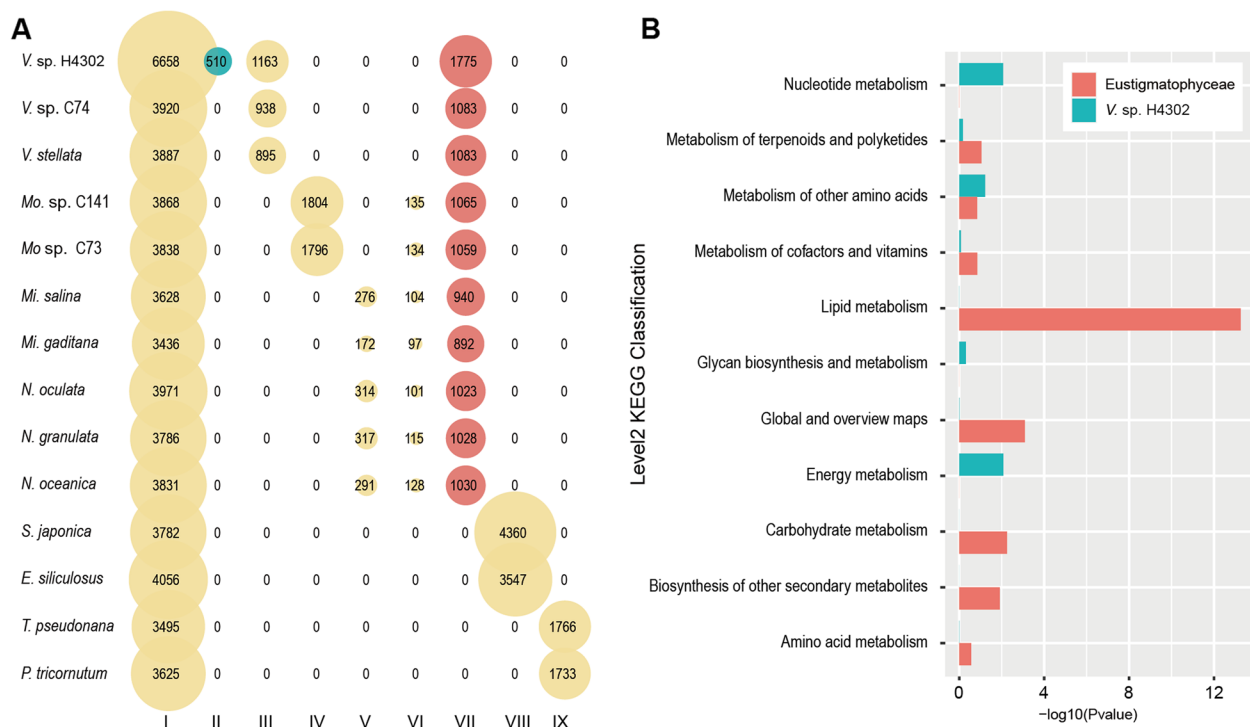 A
V. sp. H4302 6658 510 1163 0 0 0 1775 0 0
V. sp. C74 3920 0 938 0 0 0 1083 0 0
V. stellata 3887 0 895 0 0 0 1083 0 0
Mo. sp. C141 3868 0 0 1804 0 135 1065 0 0
Mo sp. C73 3838 0 0 1796 0 134 1059 0 0
Mi. salina 3628 0 0 0 276 104 940 0 0
Mi. gaditana 3436 0 0 0 172 97 892 0 0
N. oculata 3971 0 0 0 314 101 1023 0 0
N. granulata 3786 0 0 0 317 115 1028 0 0
N. oceanica 3831 0 0 0 291 128 1030 0 0
S. japonica 3782 0 0 0 0 0 0 4360 0
E. siliculosus 4056 0 0 0 0 0 0 3547 0
T. pseudonana 3495 0 0 0 0 0 0 0 1766
P. tricornutum 3625 0 0 0 0 0 0 0 1733
I II III IV V VI VII VIII IX
B
Level2 KEGG Classification
Nucleotide metabolism
Metabolism of terpenoids and polyketides
Metabolism of other amino acids
Metabolism of cofactors and vitamins
Lipid metabolism
Glycan biosynthesis and metabolism
Global and overview maps
Energy metabolism
Carbohydrate metabolism
Biosynthesis of other secondary metabolites
Amino acid metabolism
Eustigmatophyceae
V. sp. H4302
0 4 8 12
−log10(Pvalue)